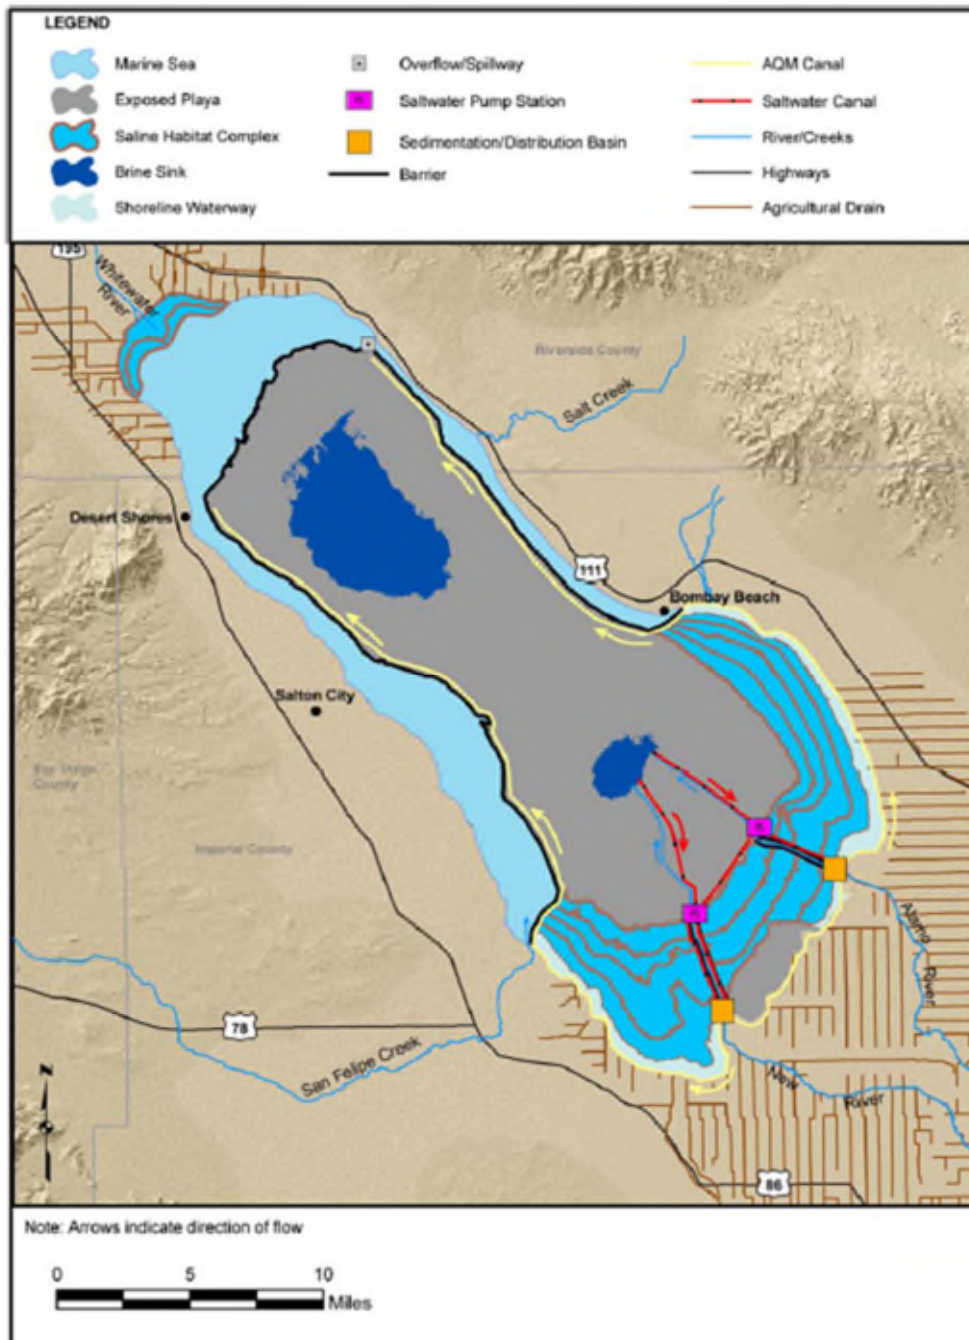 LEGEND
Marine Sea
Exposed Playa
Saline Habitat Complex
Brine Sink
Shoreline Waterway
Overflow/Spillway
Saltwater Pump Station
Sedimentation/Distribution Basin
Barrier
AQM Canal
Saltwater Canal
River/Creeks
Highways
Agricultural Drain
195
Whitewater
River
Riverside County
Salt Creek
Desert Shores
111
Bombay Beach
Salton City
County
Imperial County
Alamo
River
78
San Felipe Creek
New
River
N
86
Note: Arrows indicate direction of flow
0 5 10
Miles